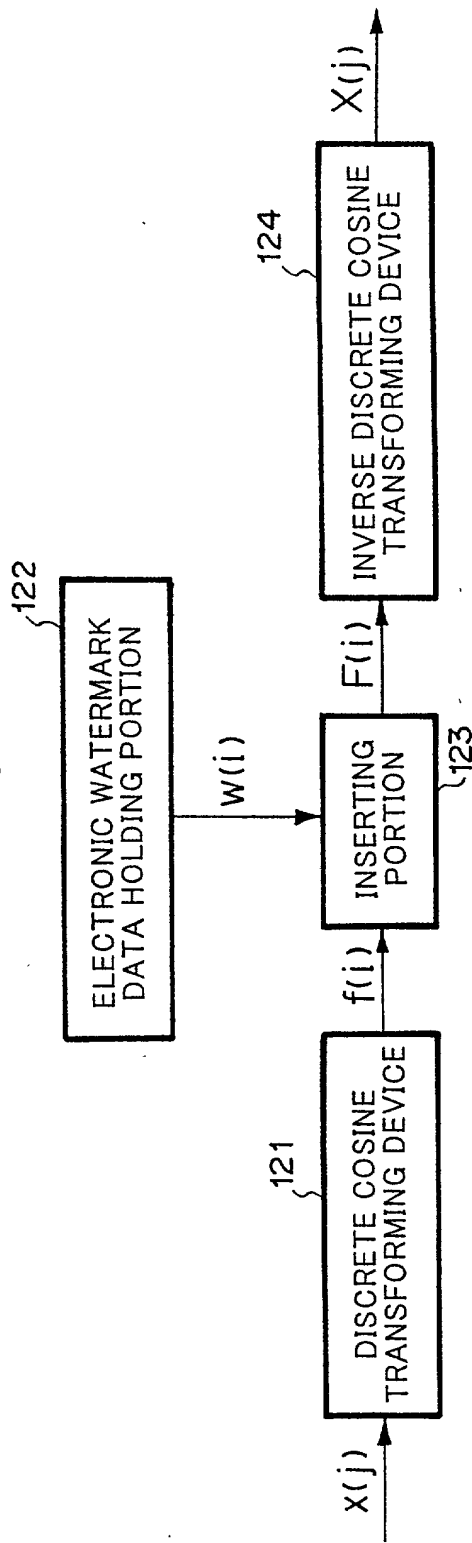 x(j)
121
DISCRETE COSINE
TRANSFORMING DEVICE
f(i)
122
ELECTRONIC WATERMARK
DATA HOLDING PORTION
w(i)
INSERTING
PORTION
123
F(i)
124
INVERSE DISCRETE COSINE
TRANSFORMING DEVICE
X(j)